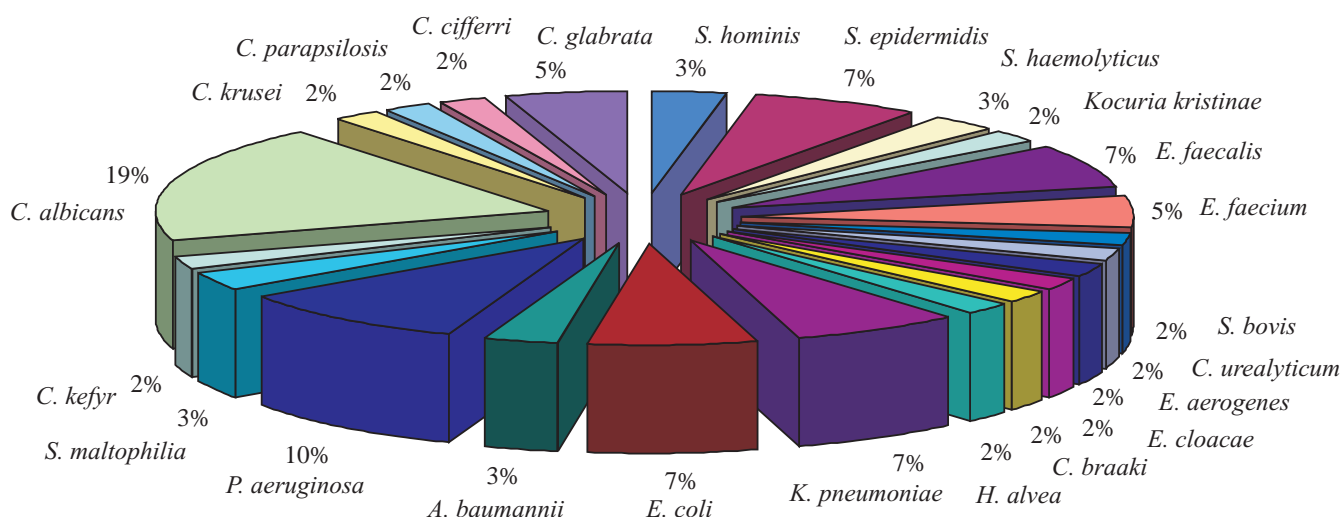 C. cifferri
2%
C. glabrata
5%
S. hominis
3%
S. epidermidis
7%
S. haemolyticus
3%
Kocuria kristinae
2%
7% E. faecalis
5% E. faecium
2% S. bovis
2% C. urealyticum
2% E. aerogenes
2% E. cloacae
2% C. braaki
2% H. alvea
7%
K. pneumoniae
7%
E. coli
3%
A. baumannii
10%
P. aeruginosa
3%
S. maltophilia
2%
C. kefyr
19%
C. albicans
2%
C. krusei
2%
C. parapsilosis